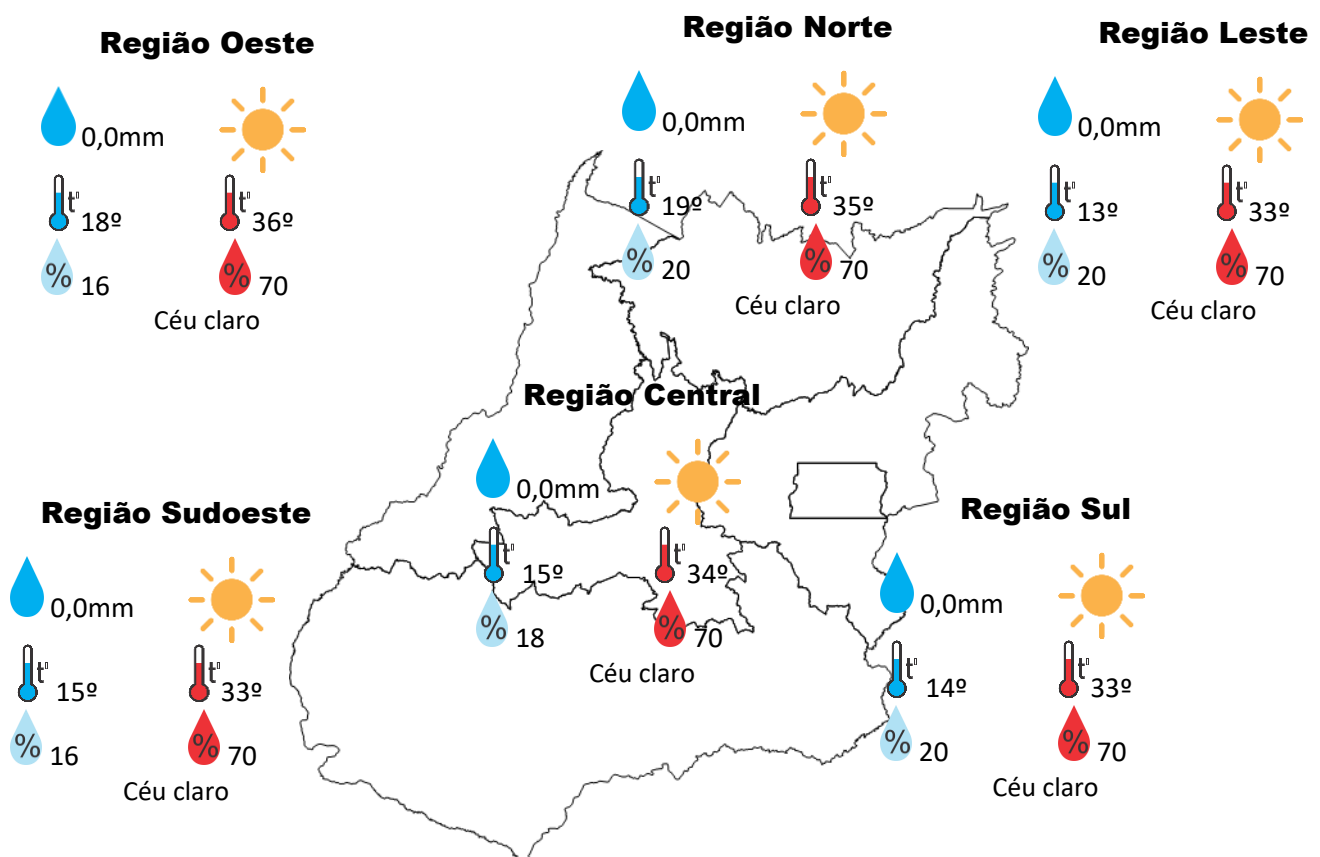 Região Oeste
0,0mm
t°
18º
36º
% 16
% 70
Céu claro
Região Norte
0,0mm
t°
19º
t°
35º
% 20
% 70
Céu claro
Região Leste
0,0mm
t°
13º
t°
33º
% 20
% 70
Céu claro
Região Central
0,0mm
t°
15º
t°
34º
% 18
% 70
Céu claro
Região Sudoeste
0,0mm
t°
15º
t°
33º
% 16
% 70
Céu claro
Região Sul
0,0mm
t°
14º
t°
33º
% 20
% 70
Céu claro